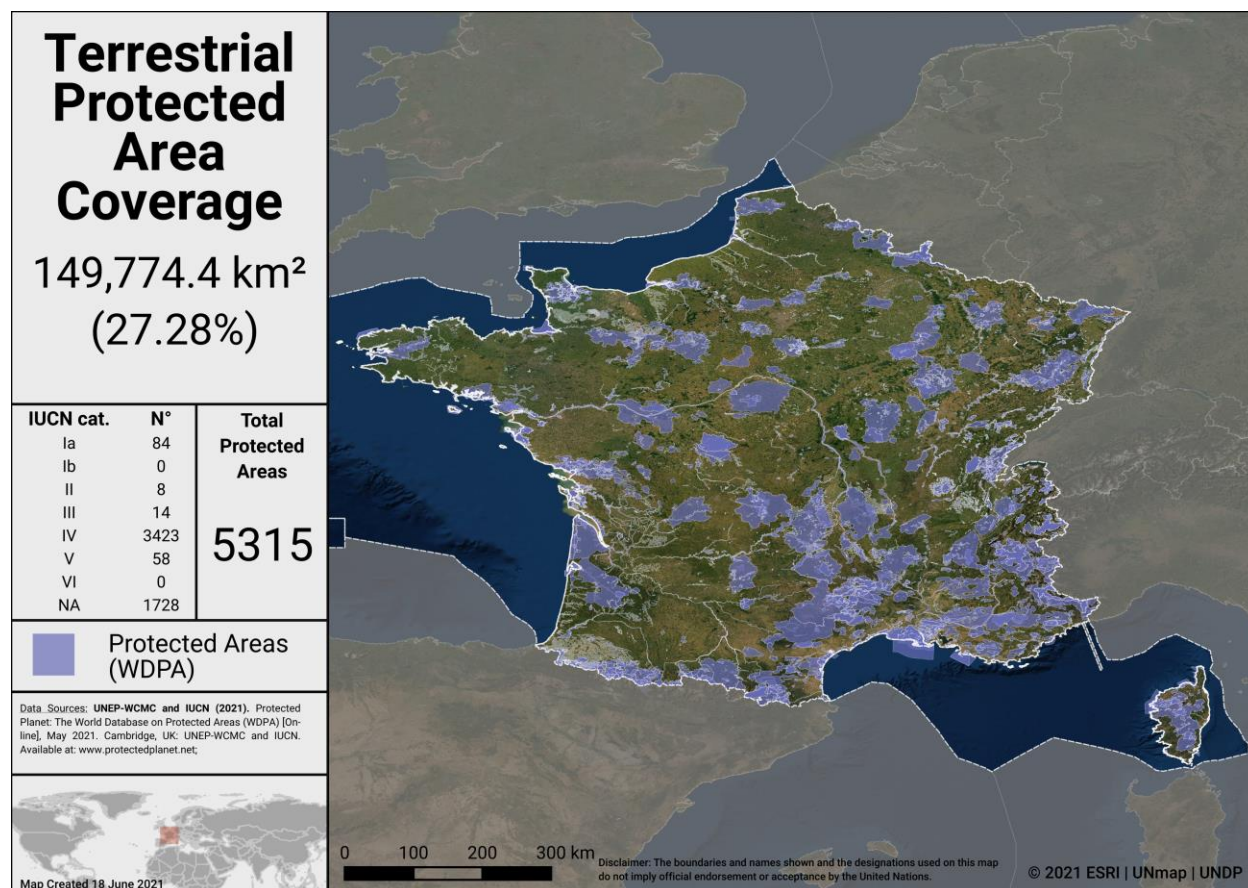 Terrestrial
Protected
Area
Coverage
149,774.4 km²
(27.28%)
IUCN cat. N°
Ia 84
Ib 0
II 8
III 14
IV 3423
V 58
VI 0
NA 1728
Total
Protected
Areas
5315
Protected Areas
(WDPA)
Data Sources: UNEP-WCMC and IUCN (2021). Protected
Planet: The World Database on Protected Areas (WDPA) [On-
line], May 2021. Cambridge, UK: UNEP-WCMC and IUCN.
Available at: www.protectedplanet.net;
Map Created 18 June 2021
0 100 200 300 km
Disclaimer: The boundaries and names shown and the designations used on this map
do not imply official endorsement or acceptance by the United Nations.
© 2021 ESRI | UNmap | UNDP